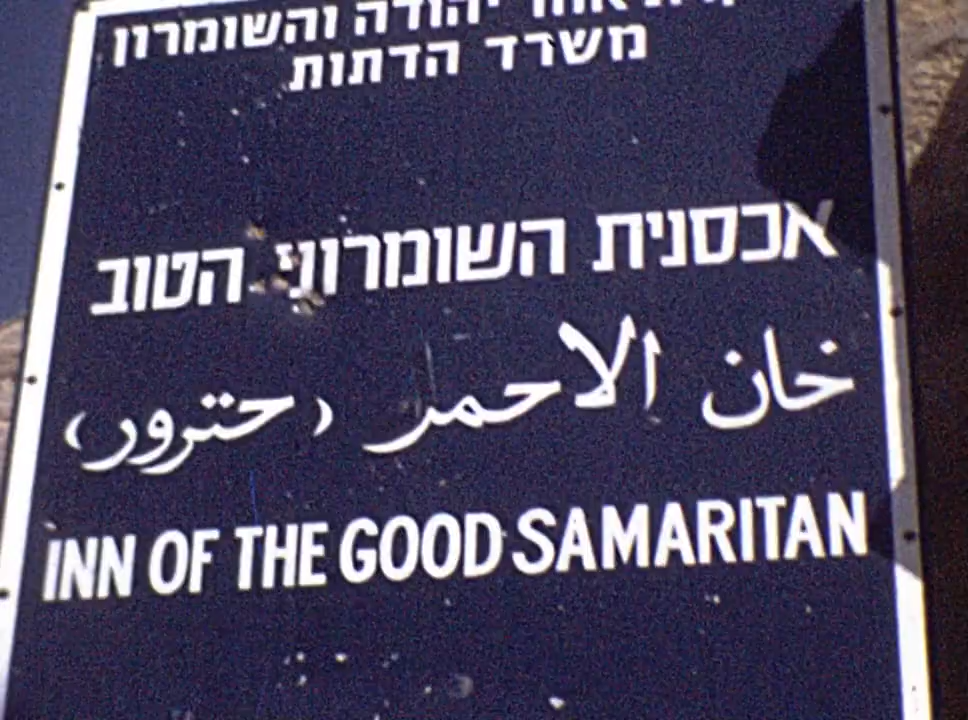 יהודה והשומרון
משרד הדתות
אכסנית השומרוני הטוב
خان الاحمر (حترور)
INN OF THE GOOD SAMARITAN